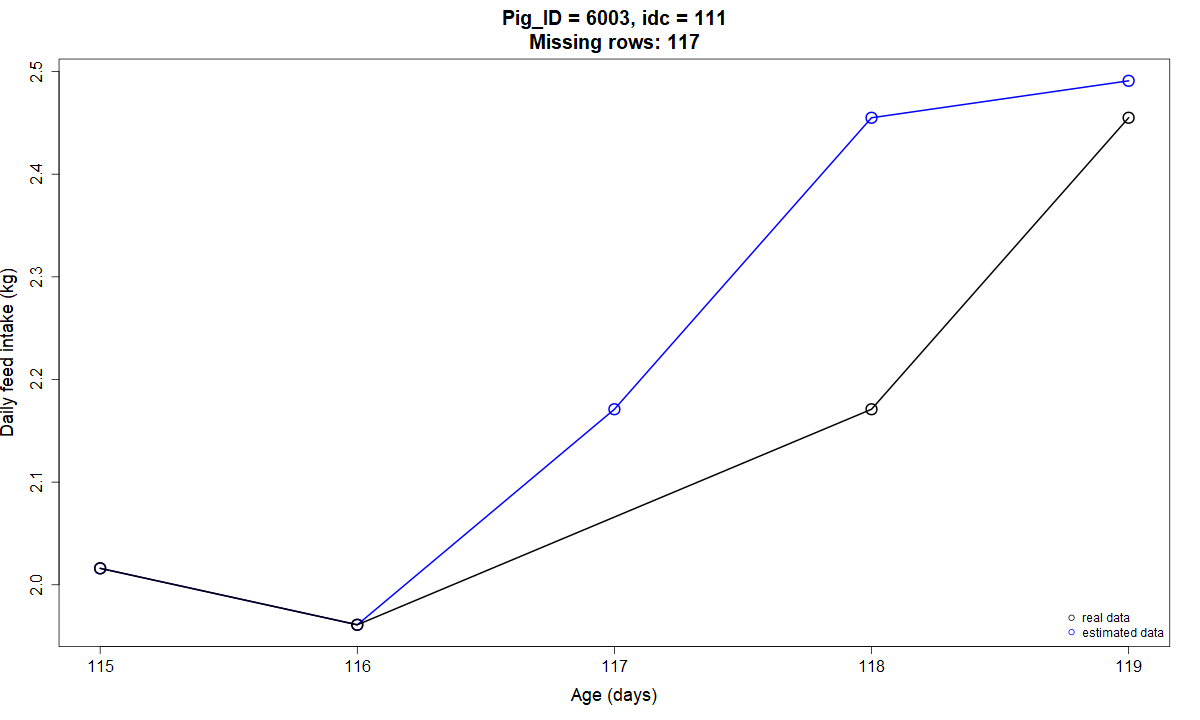 Pig_ID = 6003, idc = 111
Missing rows: 117
Daily feed intake (kg)
2.5
2.4
2.3
2.2
2.1
2.0
115 116 117 118 119
Age (days)
real data
estimated data